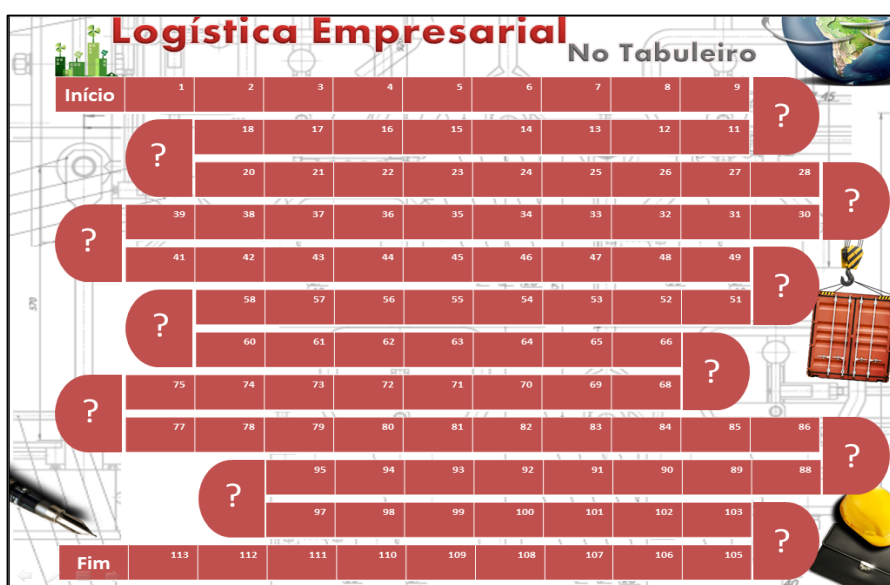 Logística Empresarial
No Tabuleiro
Início 1 2 3 4 5 6 7 8 9
?
18 17 16 15 14 13 12 11
?
20 21 22 23 24 25 26 27 28
?
39 38 37 36 35 34 33 32 31 30
?
41 42 43 44 45 46 47 48 49
?
58 57 56 55 54 53 52 51
?
60 61 62 63 64 65 66
?
75 74 73 72 71 70 69 68
?
77 78 79 80 81 82 83 84 85 86
?
95 94 93 92 91 90 89 88
?
97 98 99 100 101 102 103
?
Fim 113 112 111 110 109 108 107 106 105
570